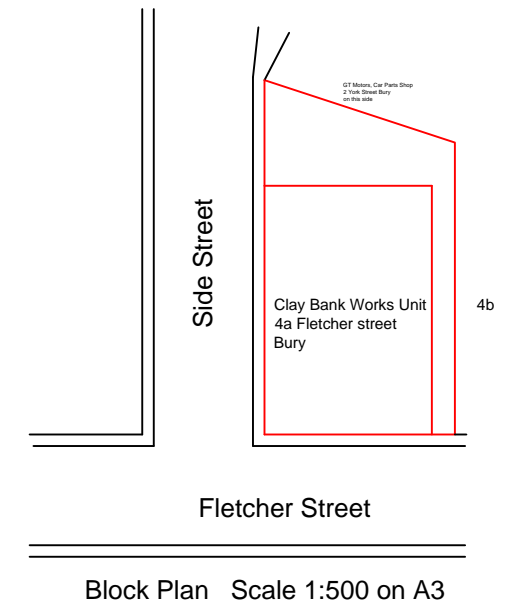 GT Motors, Car Parts Shop
2 York Street Bury
on this side
Side Street
Clay Bank Works Unit
4a Fletcher street
Bury
4b
Fletcher Street
Block Plan Scale 1:500 on A3